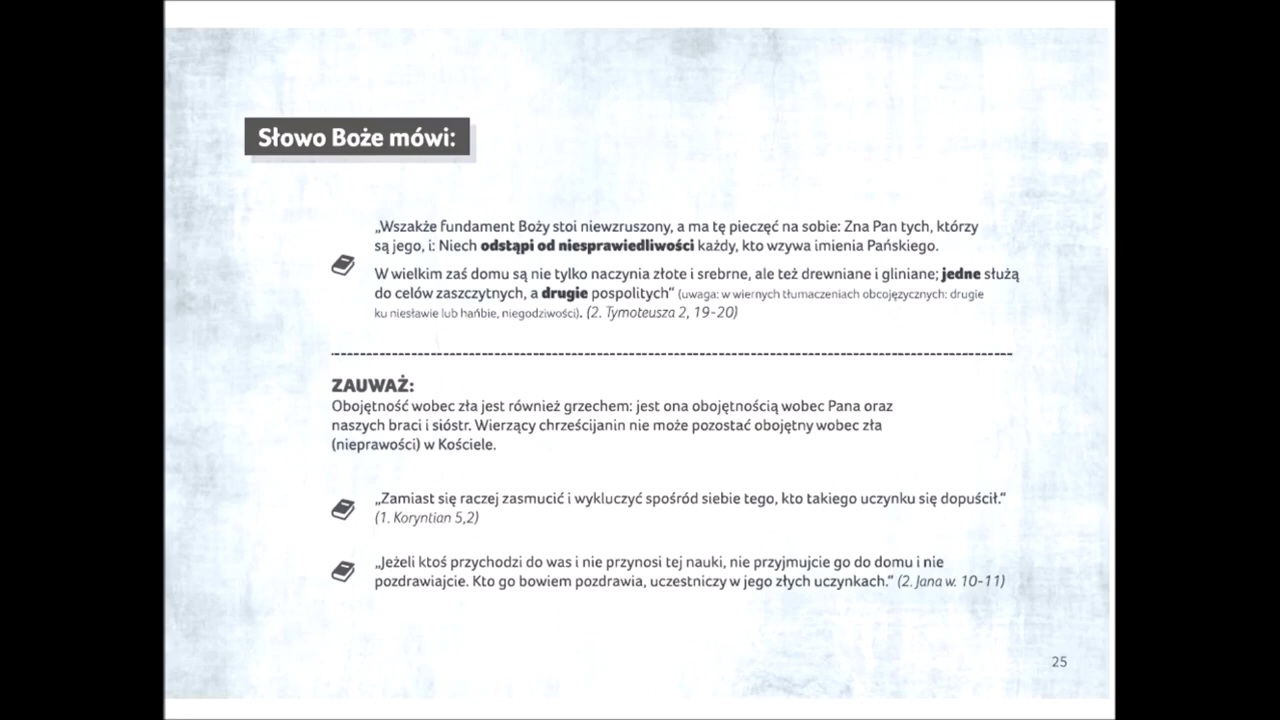 Słowo Boże mówi:
„Wszakże fundament Boży stoi niewzruszony, a ma tę pieczęć na sobie: Zna Pan tych, którzy
są jego, i: Niech odstąpi od niesprawiedliwości każdy, kto wzywa imienia Pańskiego.
W wielkim zaś domu są nie tylko naczynia złote i srebrne, ale też drewniane i gliniane; jedne służą
do celów zaszczytnych, a drugie pospolitych“ (uwaga: w wiernych tłumaczeniach obcojęzycznych: drugie
ku niesławie lub hańbie, niegodziwości). (2. Tymoteusza 2, 19-20)
ZAUWAŻ:
Obojętność wobec zła jest również grzechem: jest ona obojętnością wobec Pana oraz
naszych braci i sióstr. Wierzący chrześcijanin nie może pozostać obojętny wobec zła
(nieprawości) w Kościele.
„Zamiast się raczej zasmucić i wykluczyć spośród siebie tego, kto takiego uczynku się dopuścił.“
(1. Koryntian 5,2)
„Jeżeli ktoś przychodzi do was i nie przynosi tej nauki, nie przyjmujcie go do domu i nie
pozdrawiajcie. Kto go bowiem pozdrawia, uczestniczy w jego złych uczynkach.“ (2. Jana w. 10-11)
25